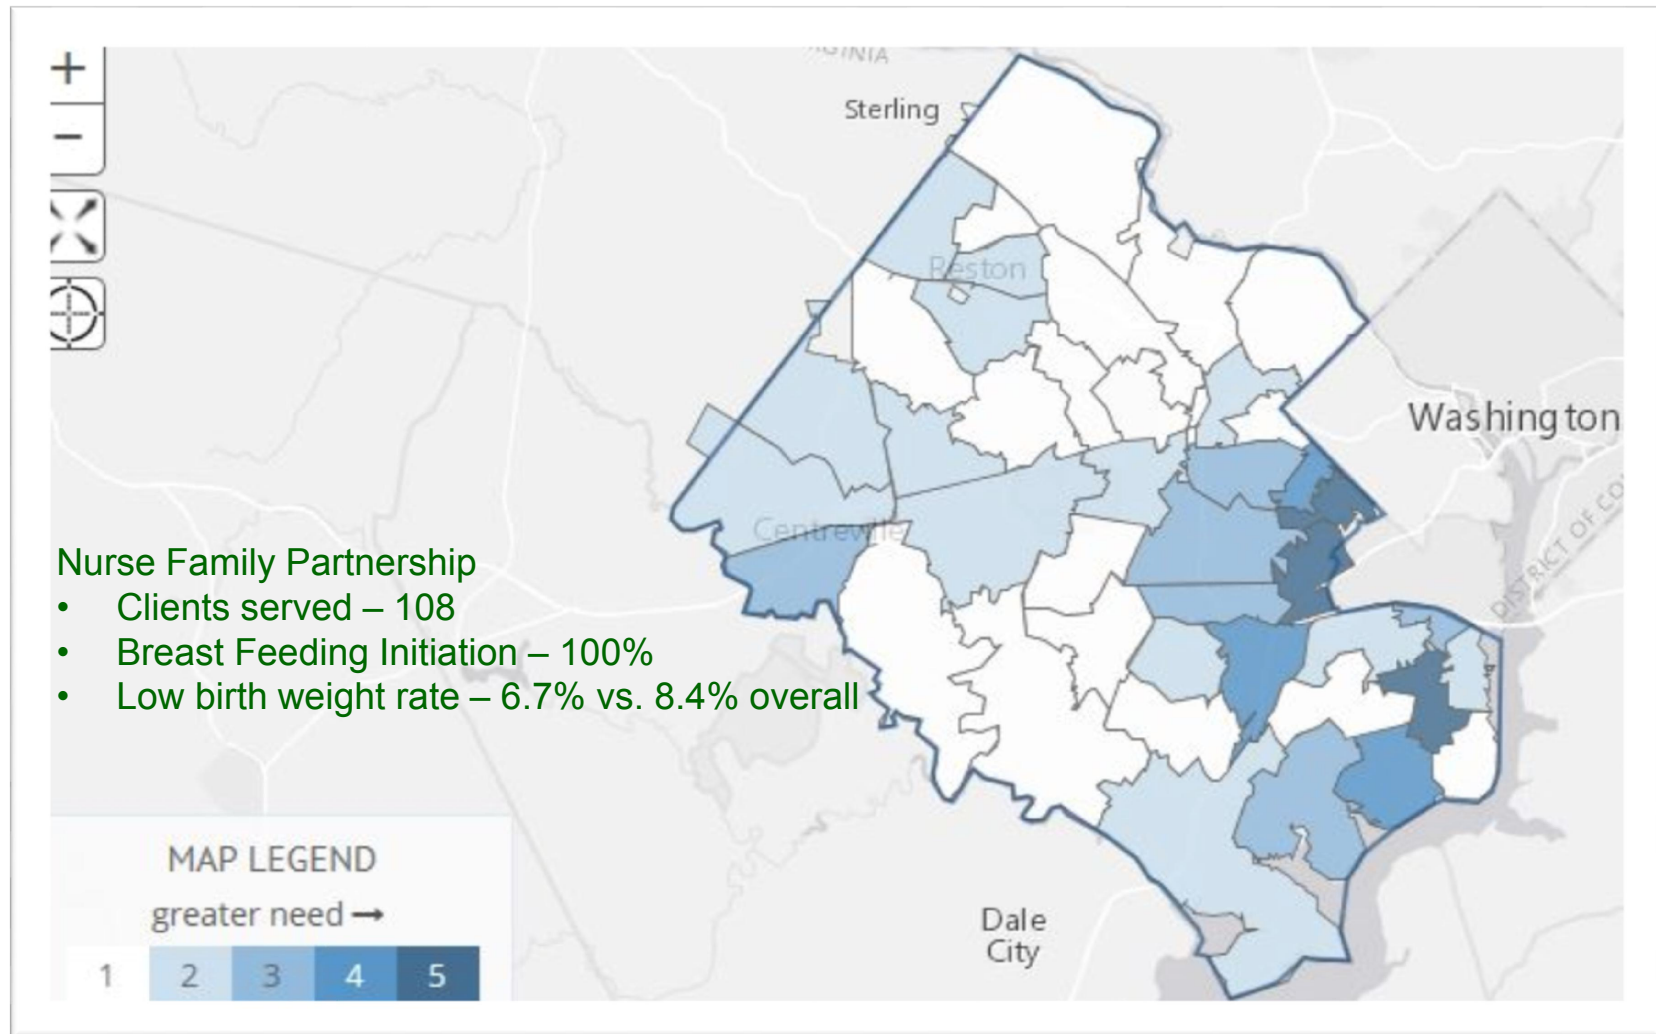 +
-
VIRGINIA
Sterling
Reston
Washington
Centreville
DISTRICT OF CO
Nurse Family Partnership
• Clients served – 108
• Breast Feeding Initiation – 100%
• Low birth weight rate – 6.7% vs. 8.4% overall
MAP LEGEND
greater need →
1 2 3 4 5
Dale
City